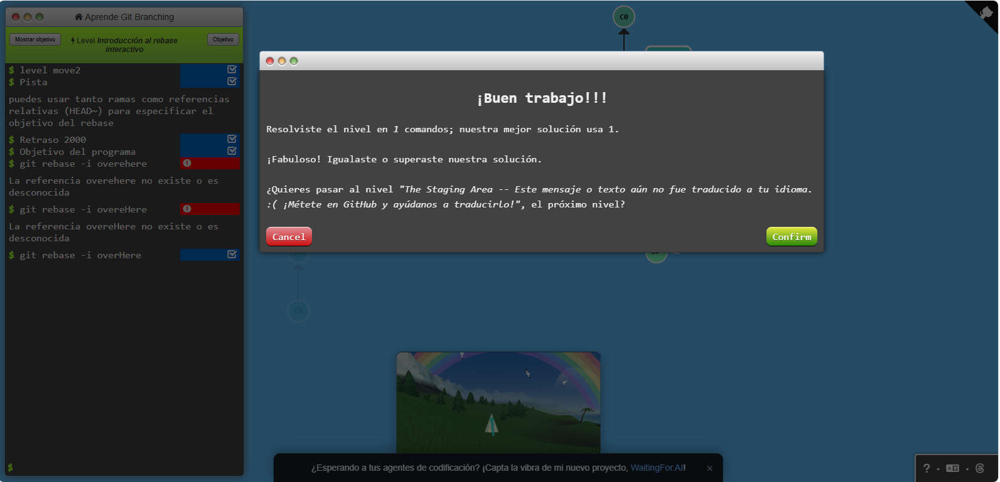 Aprende Git Branching
Mostrar objetivo
Level Introducción al rebase
interactivo
Objetivo
$ level move2
$ Pista
puedes usar tanto ramas como referencias
relativas (HEAD~) para especificar el
objetivo del rebase
$ Retraso 2000
$ Objetivo del programa
$ git rebase -i overehere
La referencia overehere no existe o es
desconocida
$ git rebase -i overeHere
La referencia overeHere no existe o es
desconocida
$ git rebase -i overHere
$
C0
¡Buen trabajo!!!
Resolviste el nivel en 1 comandos; nuestra mejor solución usa 1.
¡Fabuloso! Igualaste o superaste nuestra solución.
¿Quieres pasar al nivel "The Staging Area -- Este mensaje o texto aún no fue traducido a tu idioma.
:( ¡Métete en GitHub y ayúdanos a traducirlo!", el próximo nivel?
Cancel
Confirm
C5
¿Esperando a tus agentes de codificación? ¡Capta la vibra de mi nuevo proyecto, WaitingFor.AI!
×
? · ·